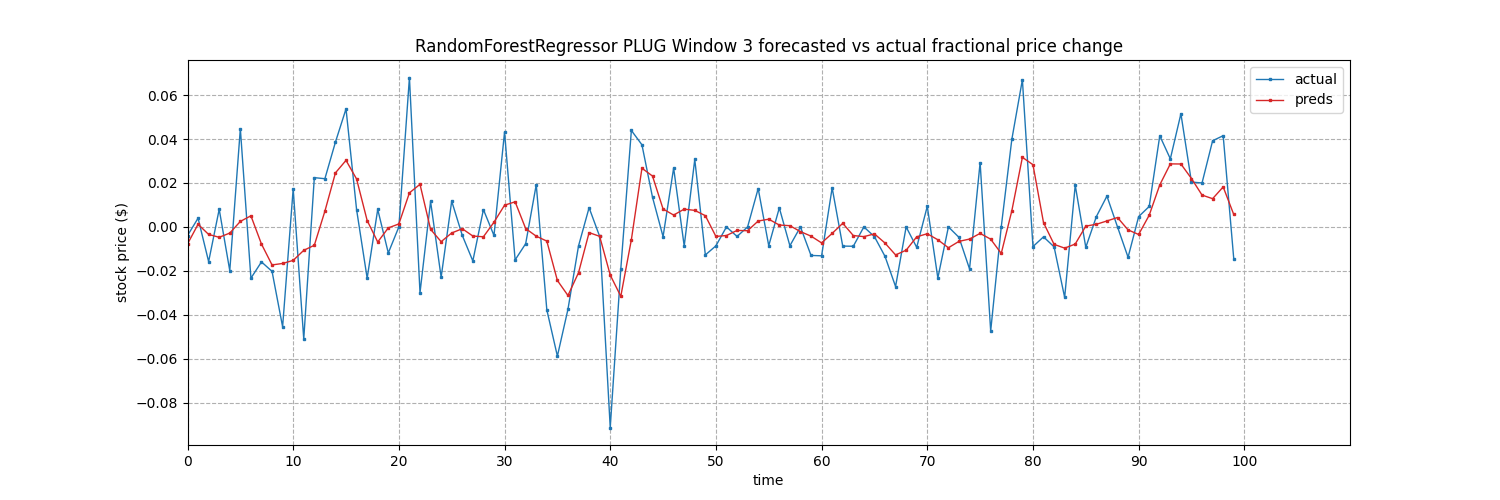 RandomForestRegressor PLUG Window 3 forecasted vs actual fractional price change
actual
preds
stock price ($)
0.06
0.04
0.02
0.00
−0.02
−0.04
−0.06
−0.08
0 10 20 30 40 50 60 70 80 90 100
time